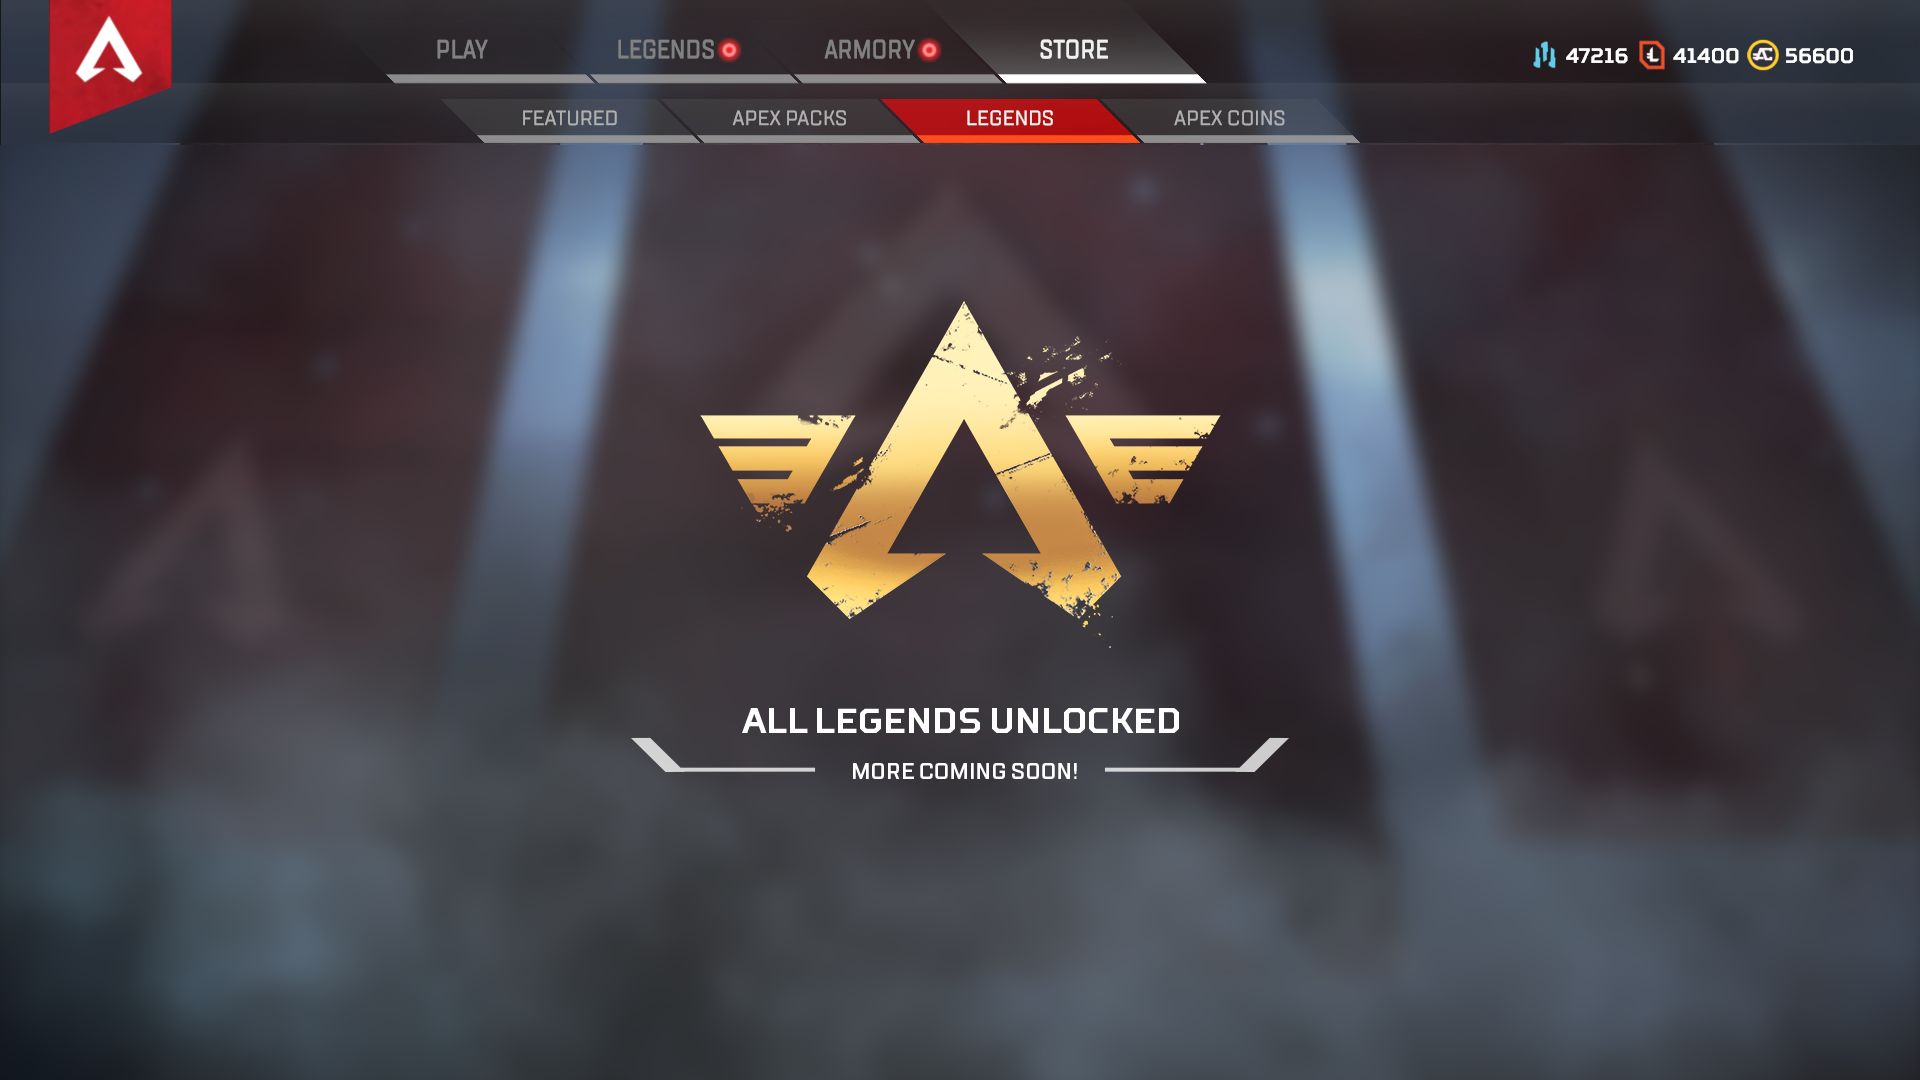 PLAY LEGENDS ARMORY STORE 47216 41400 56600
FEATURED APEX PACKS LEGENDS APEX COINS
ALL LEGENDS UNLOCKED
MORE COMING SOON!